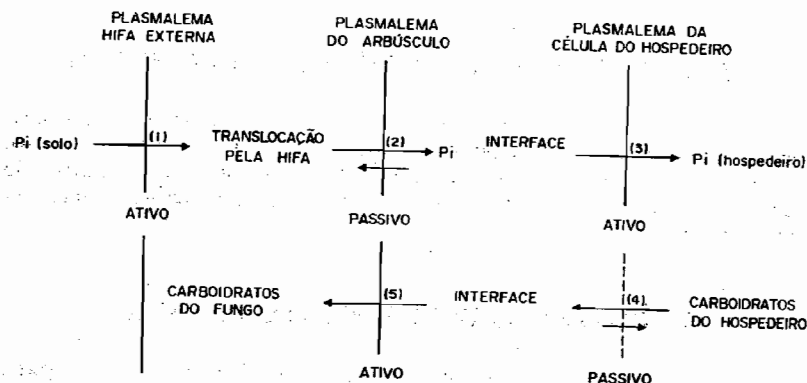 PLASMALEMA
HIFA EXTERNA
PLASMALEMA
DO ARBÚSCULO
PLASMALEMA DA
CÉLULA DO HOSPEDEIRO
Pi (solo)
(1)
TRANSLOCAÇÃO
PELA HIFA
(2)
Pi
INTERFACE
(3)
Pi (hospedeiro)
ATIVO
PASSIVO
ATIVO
CARBOIDRATOS
DO FUNGO
(5)
INTERFACE
(4)
CARBOIDRATOS
DO HOSPEDEIRO
ATIVO
PASSIVO